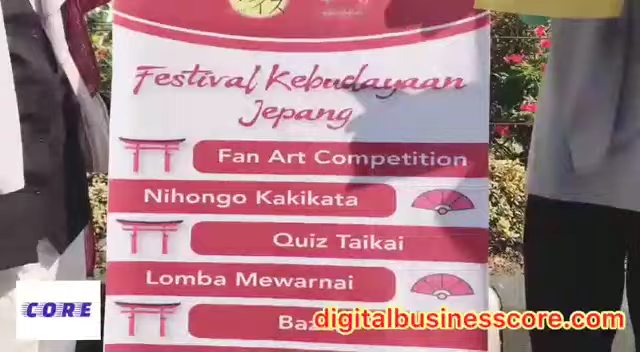 Festival Kebudayaan
Jepang
Fan Art Competition
Nihongo Kakikata
Quiz Taikai
Lomba Mewarnai
CORE
digitalbusinesscore.com